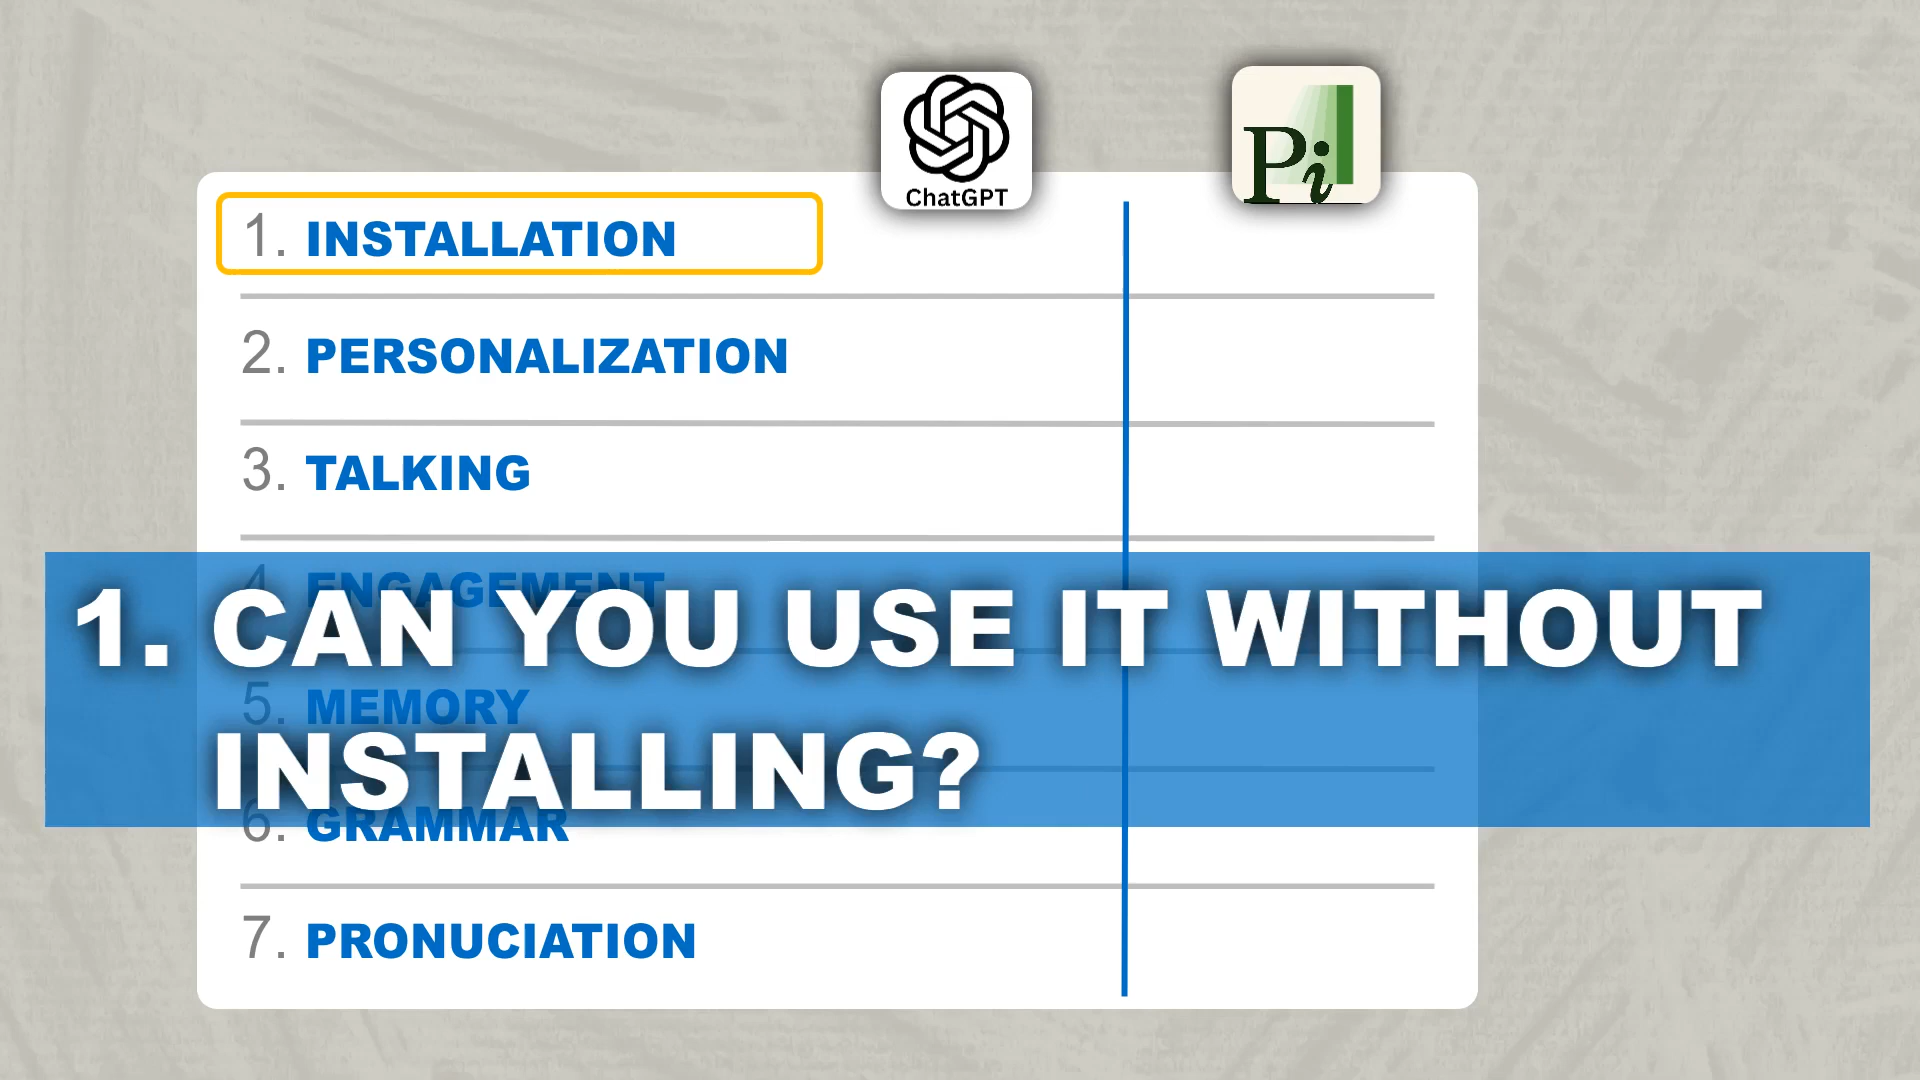 ChatGPT
Pi
1. INSTALLATION
2. PERSONALIZATION
3. TALKING
4. ENGAGEMENT
1. CAN YOU USE IT WITHOUT
5. MEMORY
INSTALLING?
6. GRAMMAR
7. PRONUCIATION